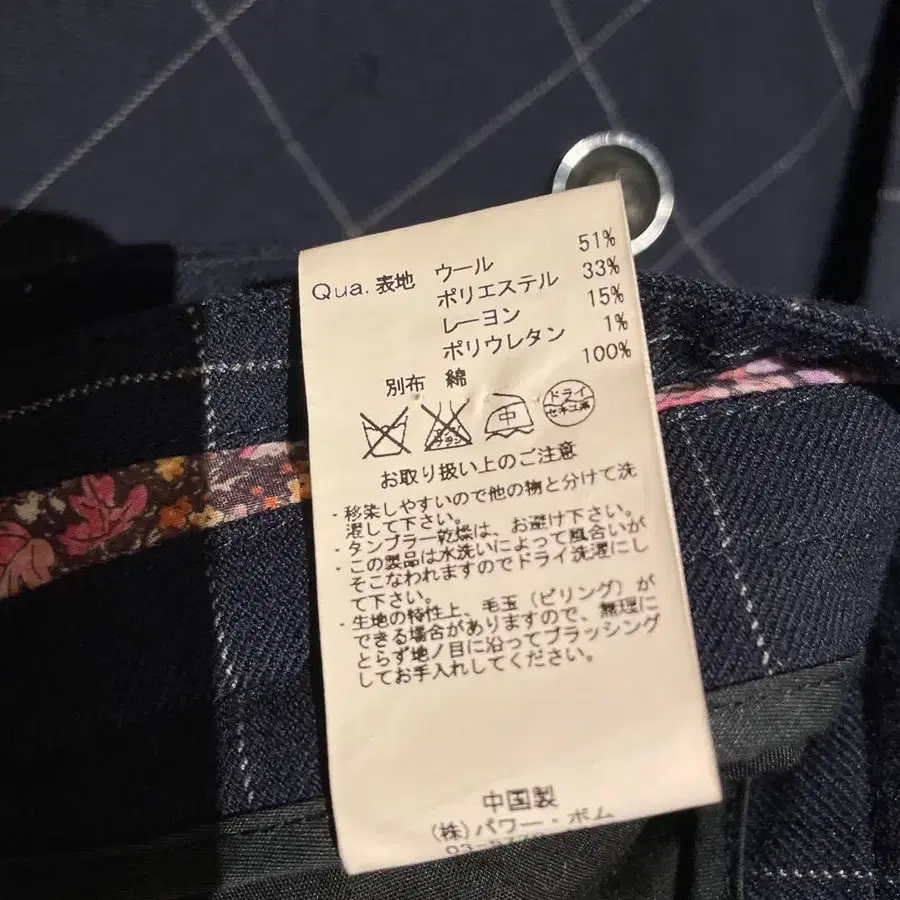 Qua. 表地 ウール 51%
ポリエステル 33%
レーヨン 15%
ポリウレタン 1%
別布 綿 100%
中
ドライ
セキユ系
お取り扱い上のご注意
・移染しやすいので他の物と分けて洗
濯して下さい。
・タンブラー乾燥は、お避け下さい。
・この製品は水洗いによって風合いが
そこなわれますのでドライ洗濯にし
て下さい。
・生地の特性上、毛玉（ピリング）が
できる場合がありますので、無理に
とらず地ノ目に沿ってブラッシング
してお手入れしてください。
中国製
(株)パワー・ボム